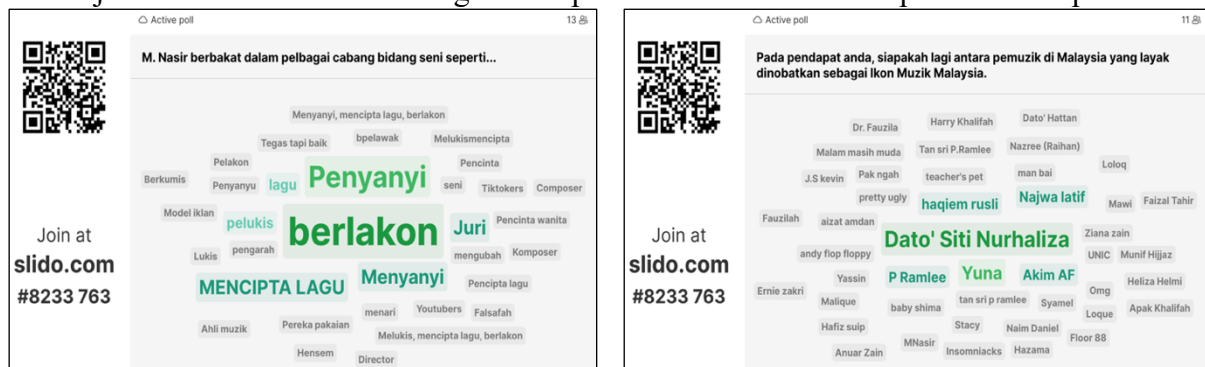 Active poll
13
M. Nasir berbakat dalam pelbagai cabang bidang seni seperti...
Menyanyi, mencipta lagu, berlakon
Tegas tapi baik
bpelawak
Melukismencipta
Pelakon
Penyanyi
Pencinta
Berkumis
Penyanyu
lagu
seni
Tiktokers
Composer
Model iklan
pelukis
berlakon
Juri
Pencinta wanita
Lukis
pengarah
mengubah
Komposer
MENCIPTA LAGU
Menyanyi
Pencipta lagu
menari
Youtubers
Falsafah
Ahli muzik
Pereka pakaian
Melukis, mencipta lagu, berlakon
Hensem
Director
Join at
slido.com
#8233 763
Active poll
11
Pada pendapat anda, siapakah lagi antara pemuzik di Malaysia yang layak
dinobatkan sebagai Ikon Muzik Malaysia.
Dr. Fauzila
Harry Khalifah
Dato' Hattan
Malam masih muda
Tan sri P.Ramlee
Nazree (Raihan)
Loloq
J.S kevin
Pak ngah
teacher's pet
man bai
pretty ugly
haqiem rusli
Najwa latif
Mawi
Faizal Tahir
Fauzilah
aizat amdan
Dato' Siti Nurhaliza
Ziana zain
andy flop floppy
UNIC
Munif Hijjaz
Yassin
P Ramlee
Yuna
Akim AF
Omg
Heliza Helmi
Ernie zakri
Malique
baby shima
tan sri p ramlee
Syamel
Loque
Apak Khalifah
Hafiz suip
Stacy
Naim Daniel
Floor 88
Anuar Zain
MNasir
Insomniacks
Hazama
Join at
slido.com
#8233 763